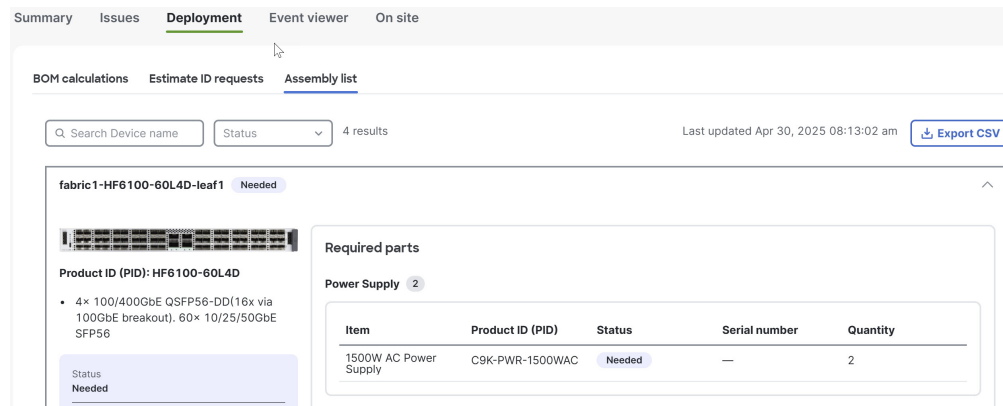 Summary Issues Deployment Event viewer On site
BOM calculations Estimate ID requests Assembly list
Search Device name Status 4 results Last updated Apr 30, 2025 08:13:02 am Export CSV
fabric1-HF6100-60L4D-leaf1 Needed
Product ID (PID): HF6100-60L4D
• 4× 100/400GbE QSFP56-DD(16x via
100GbE breakout). 60× 10/25/50GbE
SFP56
Status
Needed
Required parts
Power Supply 2
Item Product ID (PID) Status Serial number Quantity
1500W AC Power
Supply
C9K-PWR-1500WAC Needed — 2